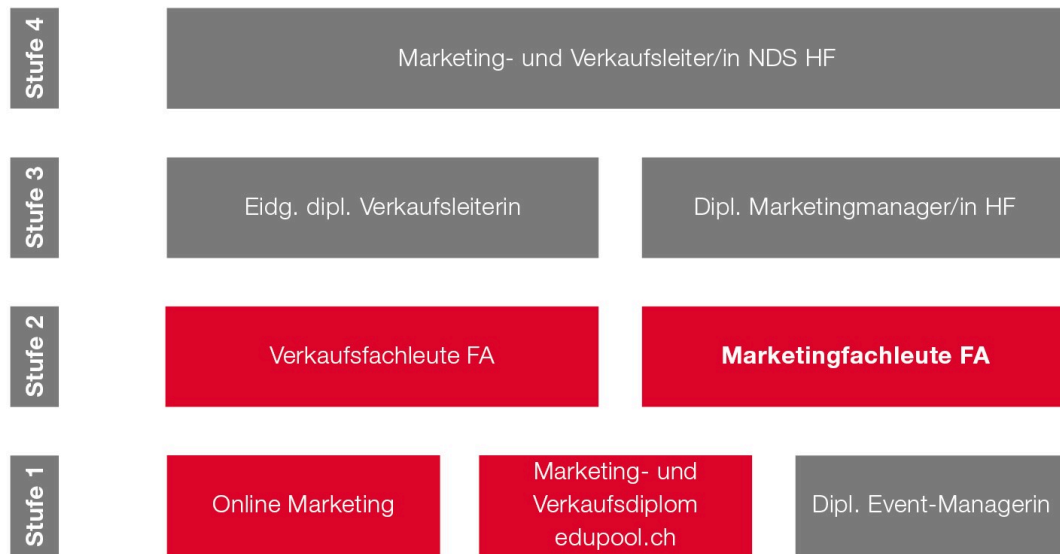 Stufe 4
Marketing- und Verkaufsleiter/in NDS HF
Stufe 3
Eidg. dipl. Verkaufsleiterin
Dipl. Marketingmanager/in HF
Stufe 2
Verkaufsfachleute FA
Marketingfachleute FA
Stufe 1
Online Marketing
Marketing- und
Verkaufsdiplom
edupool.ch
Dipl. Event-Managerin